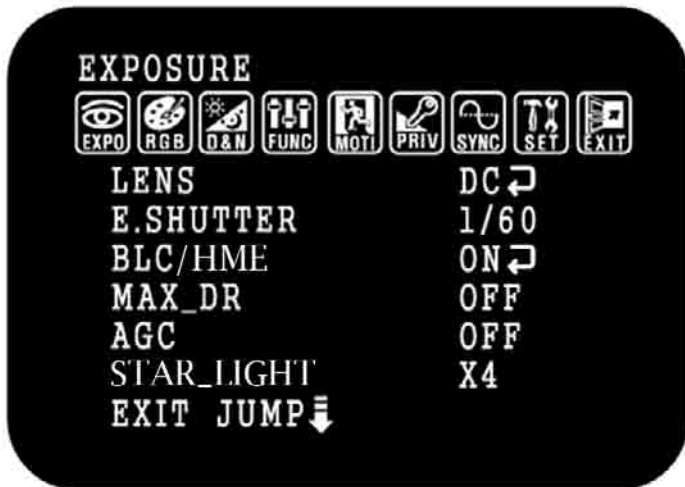 EXPOSURE
EXPO RGB D&N FUNC MOTI PRIV SYNC SET EXIT
LENS DC
E.SHUTTER 1/60
BLC/HME ON
MAX_DR OFF
AGC OFF
STAR_LIGHT X4
EXIT JUMP